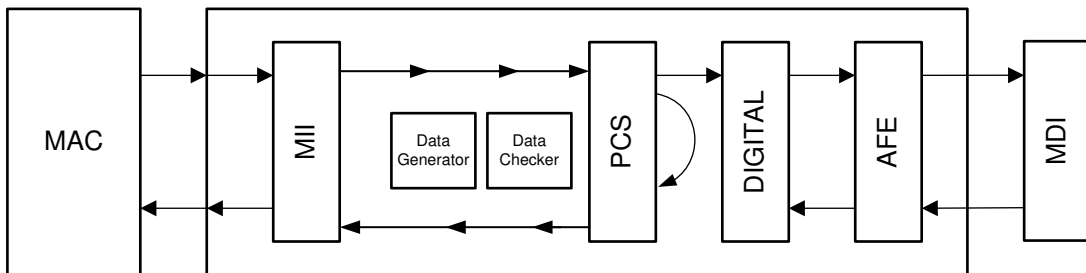 MAC
MII
Data
Generator
Data
Checker
PCS
DIGITAL
AFE
MDI